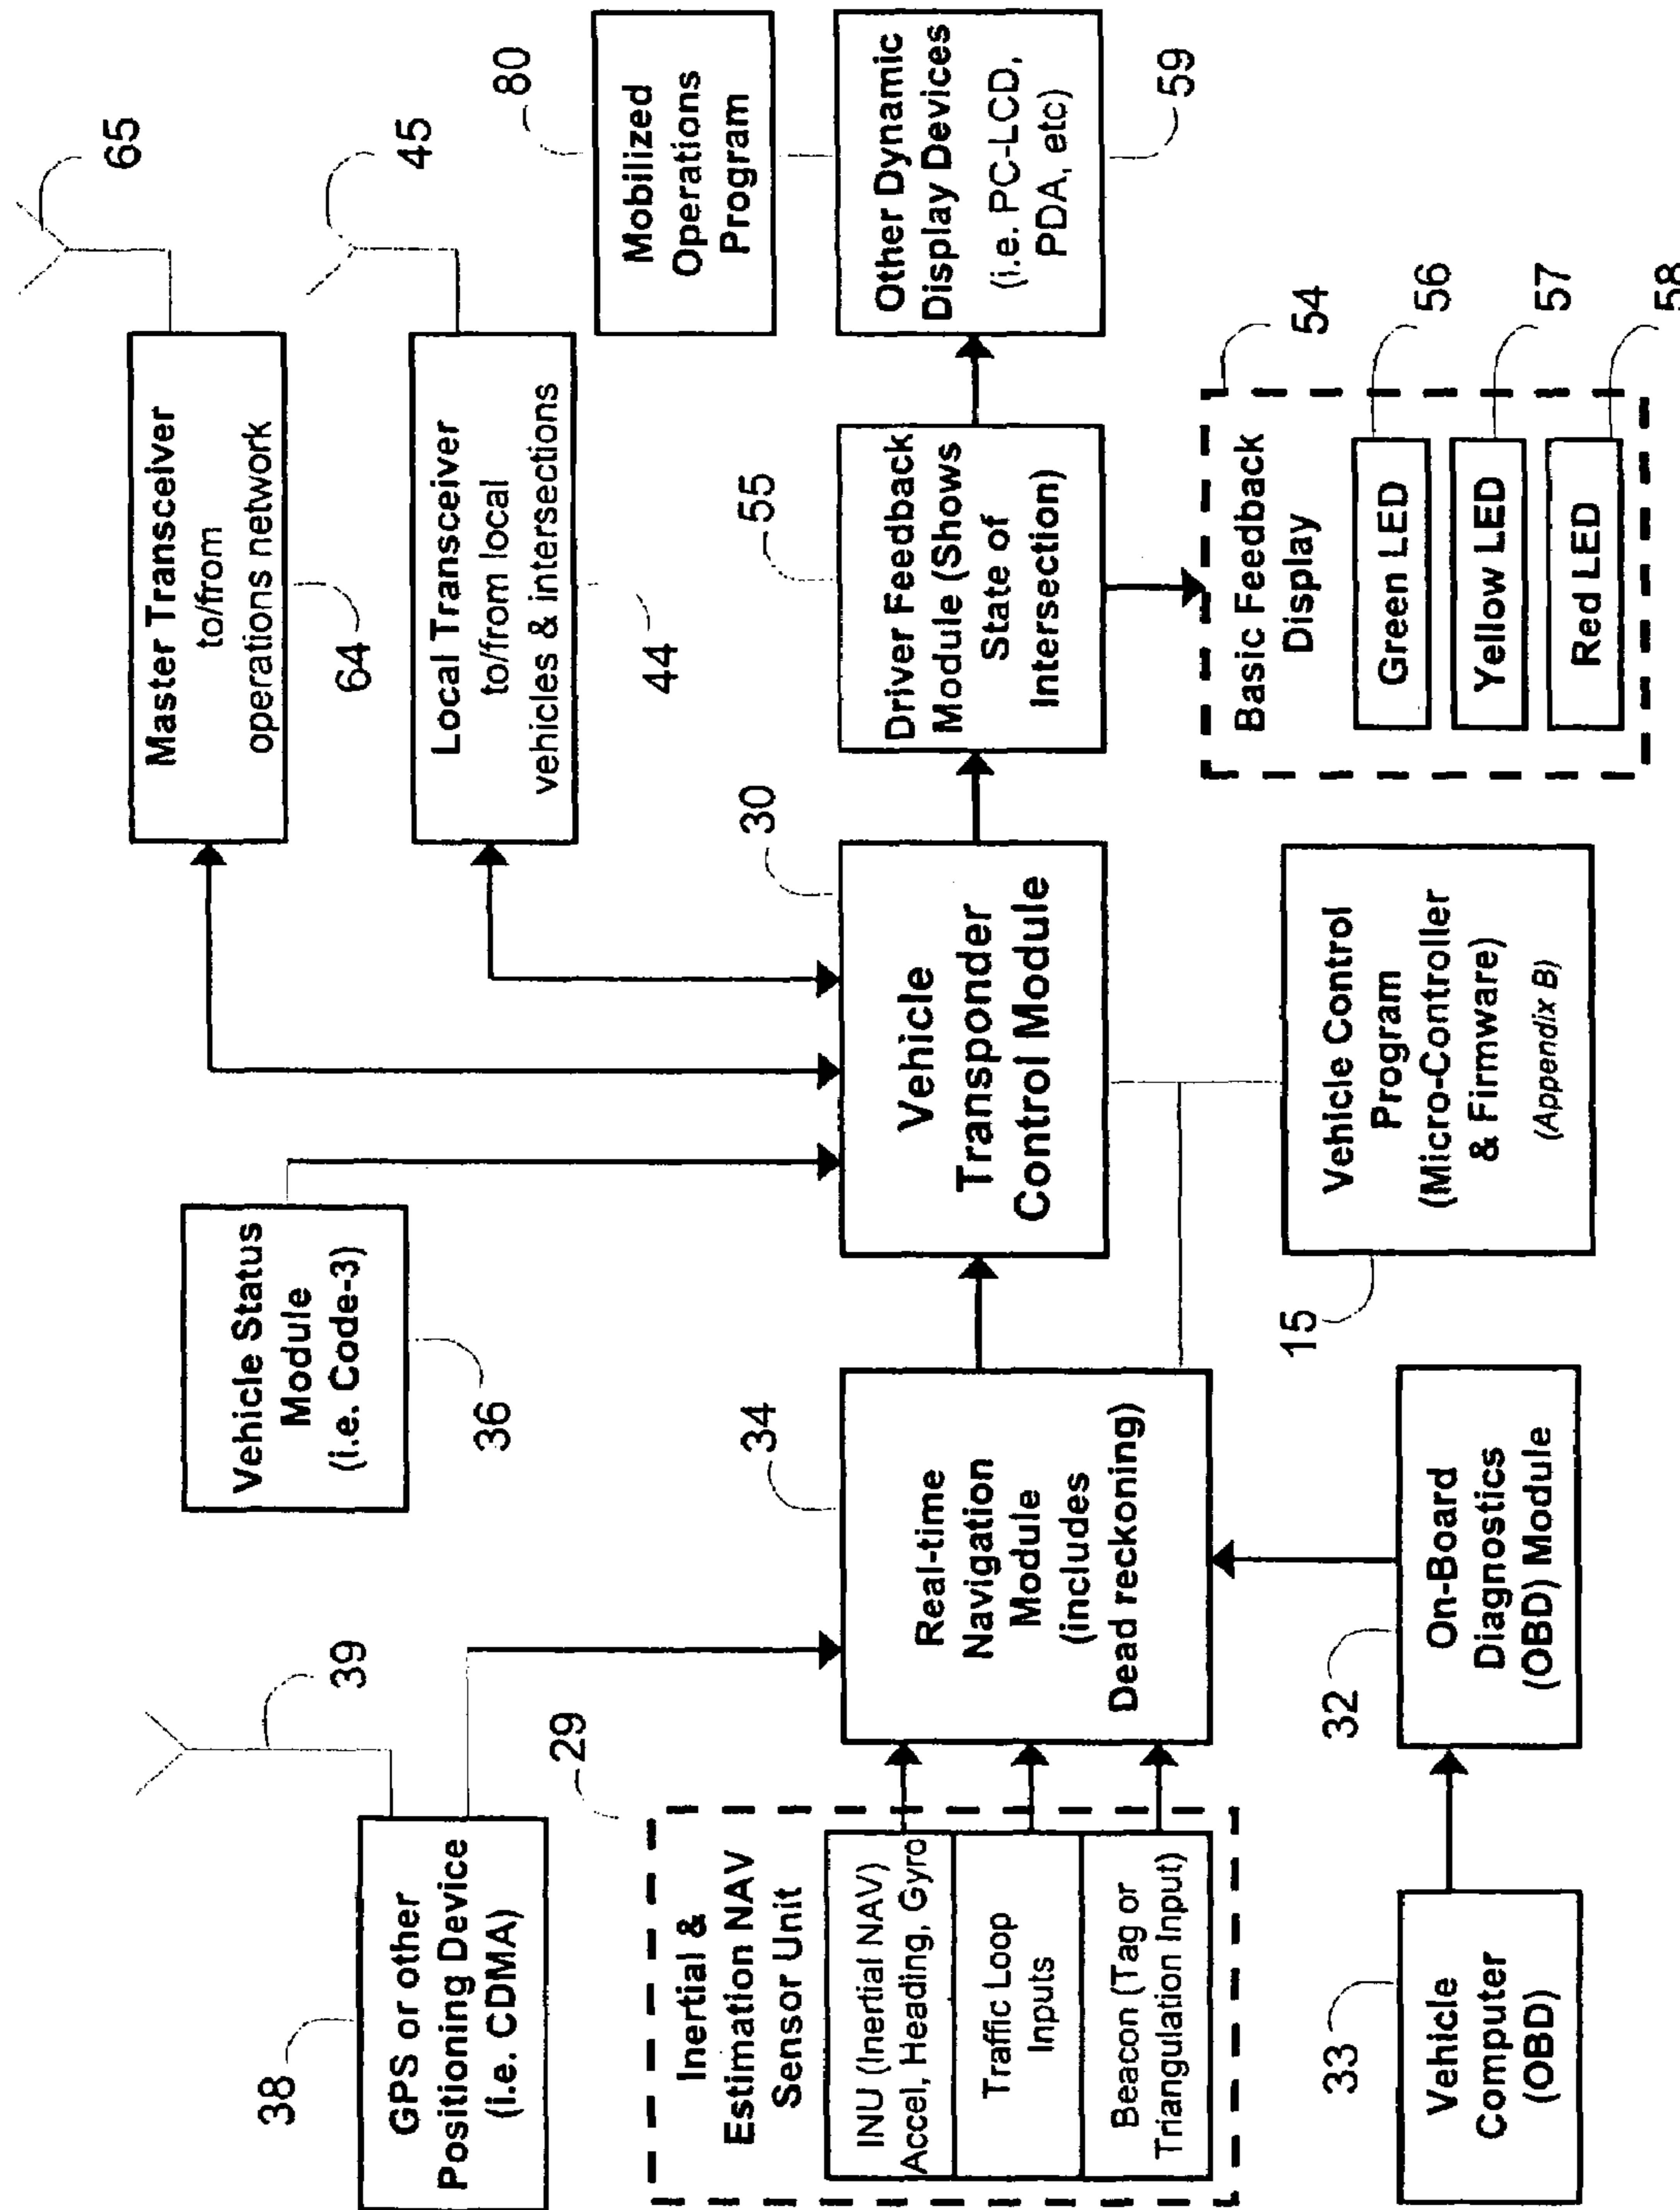 65
Master Transceiver
to/from
operations network
64
45
Local Transceiver
to/from local
vehicles & intersections
44
80
Mobilized
Operations
Program
Other Dynamic
Display Devices
(i.e. PC-LCD,
PDA, etc)
59
Vehicle Status
Module
(i.e. Code-3)
36
39
38
GPS or other
Positioning Device
(i.e. CDMA)
29
Inertial &
Estimation NAV
Sensor Unit
INU (Inertial NAV)
Accel, Heading, Gyro
Traffic Loop
Inputs
Beacon (Tag or
Triangulation Input)
34
Real-time
Navigation
Module
(includes
Dead reckoning)
30
Vehicle
Transponder
Control Module
55
Driver Feedback
Module (Shows
State of
Intersection)
54
Basic Feedback
Display
Green LED
56
Yellow LED
57
Red LED
58
33
Vehicle
Computer
(OBD)
32
On-Board
Diagnostics
(OBD) Module
15
Vehicle Control
Program
(Micro-Controller
& Firmware)
(Appendix B)